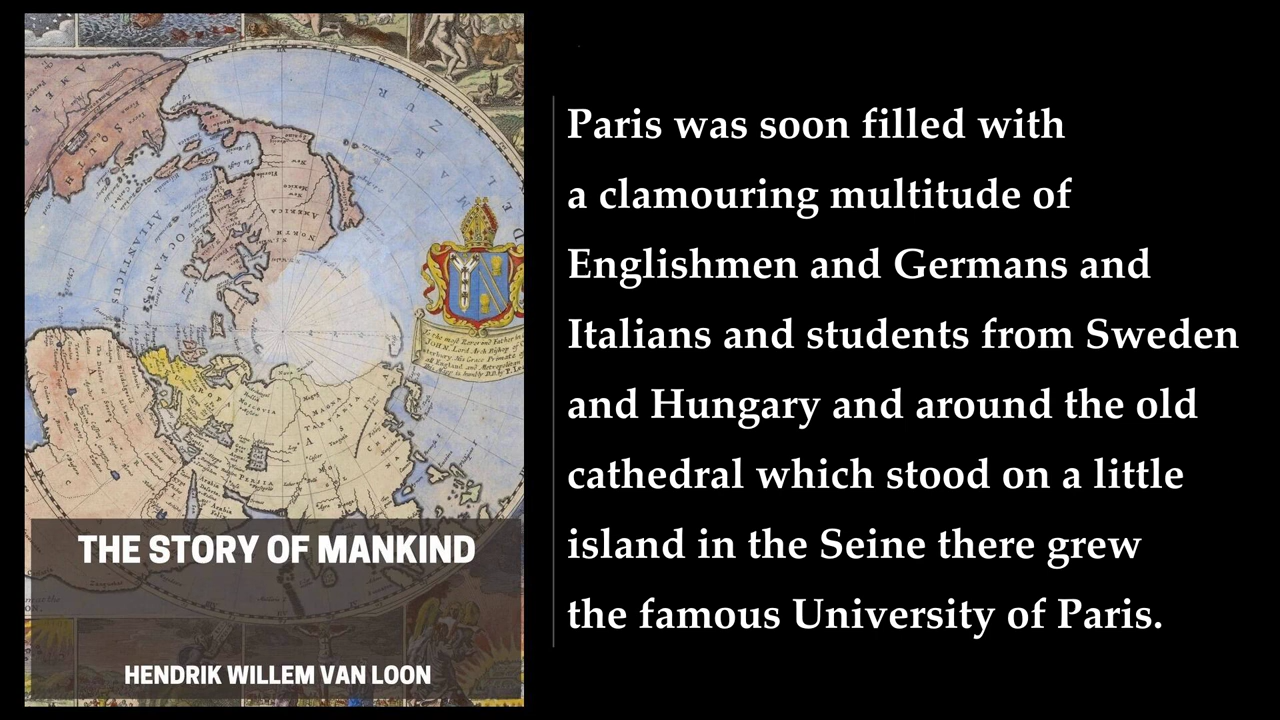 THE STORY OF MANKIND
HENDRIK WILLEM VAN LOON
Paris was soon filled with
a clamouring multitude of
Englishmen and Germans and
Italians and students from Sweden
and Hungary and around the old
cathedral which stood on a little
island in the Seine there grew
the famous University of Paris.